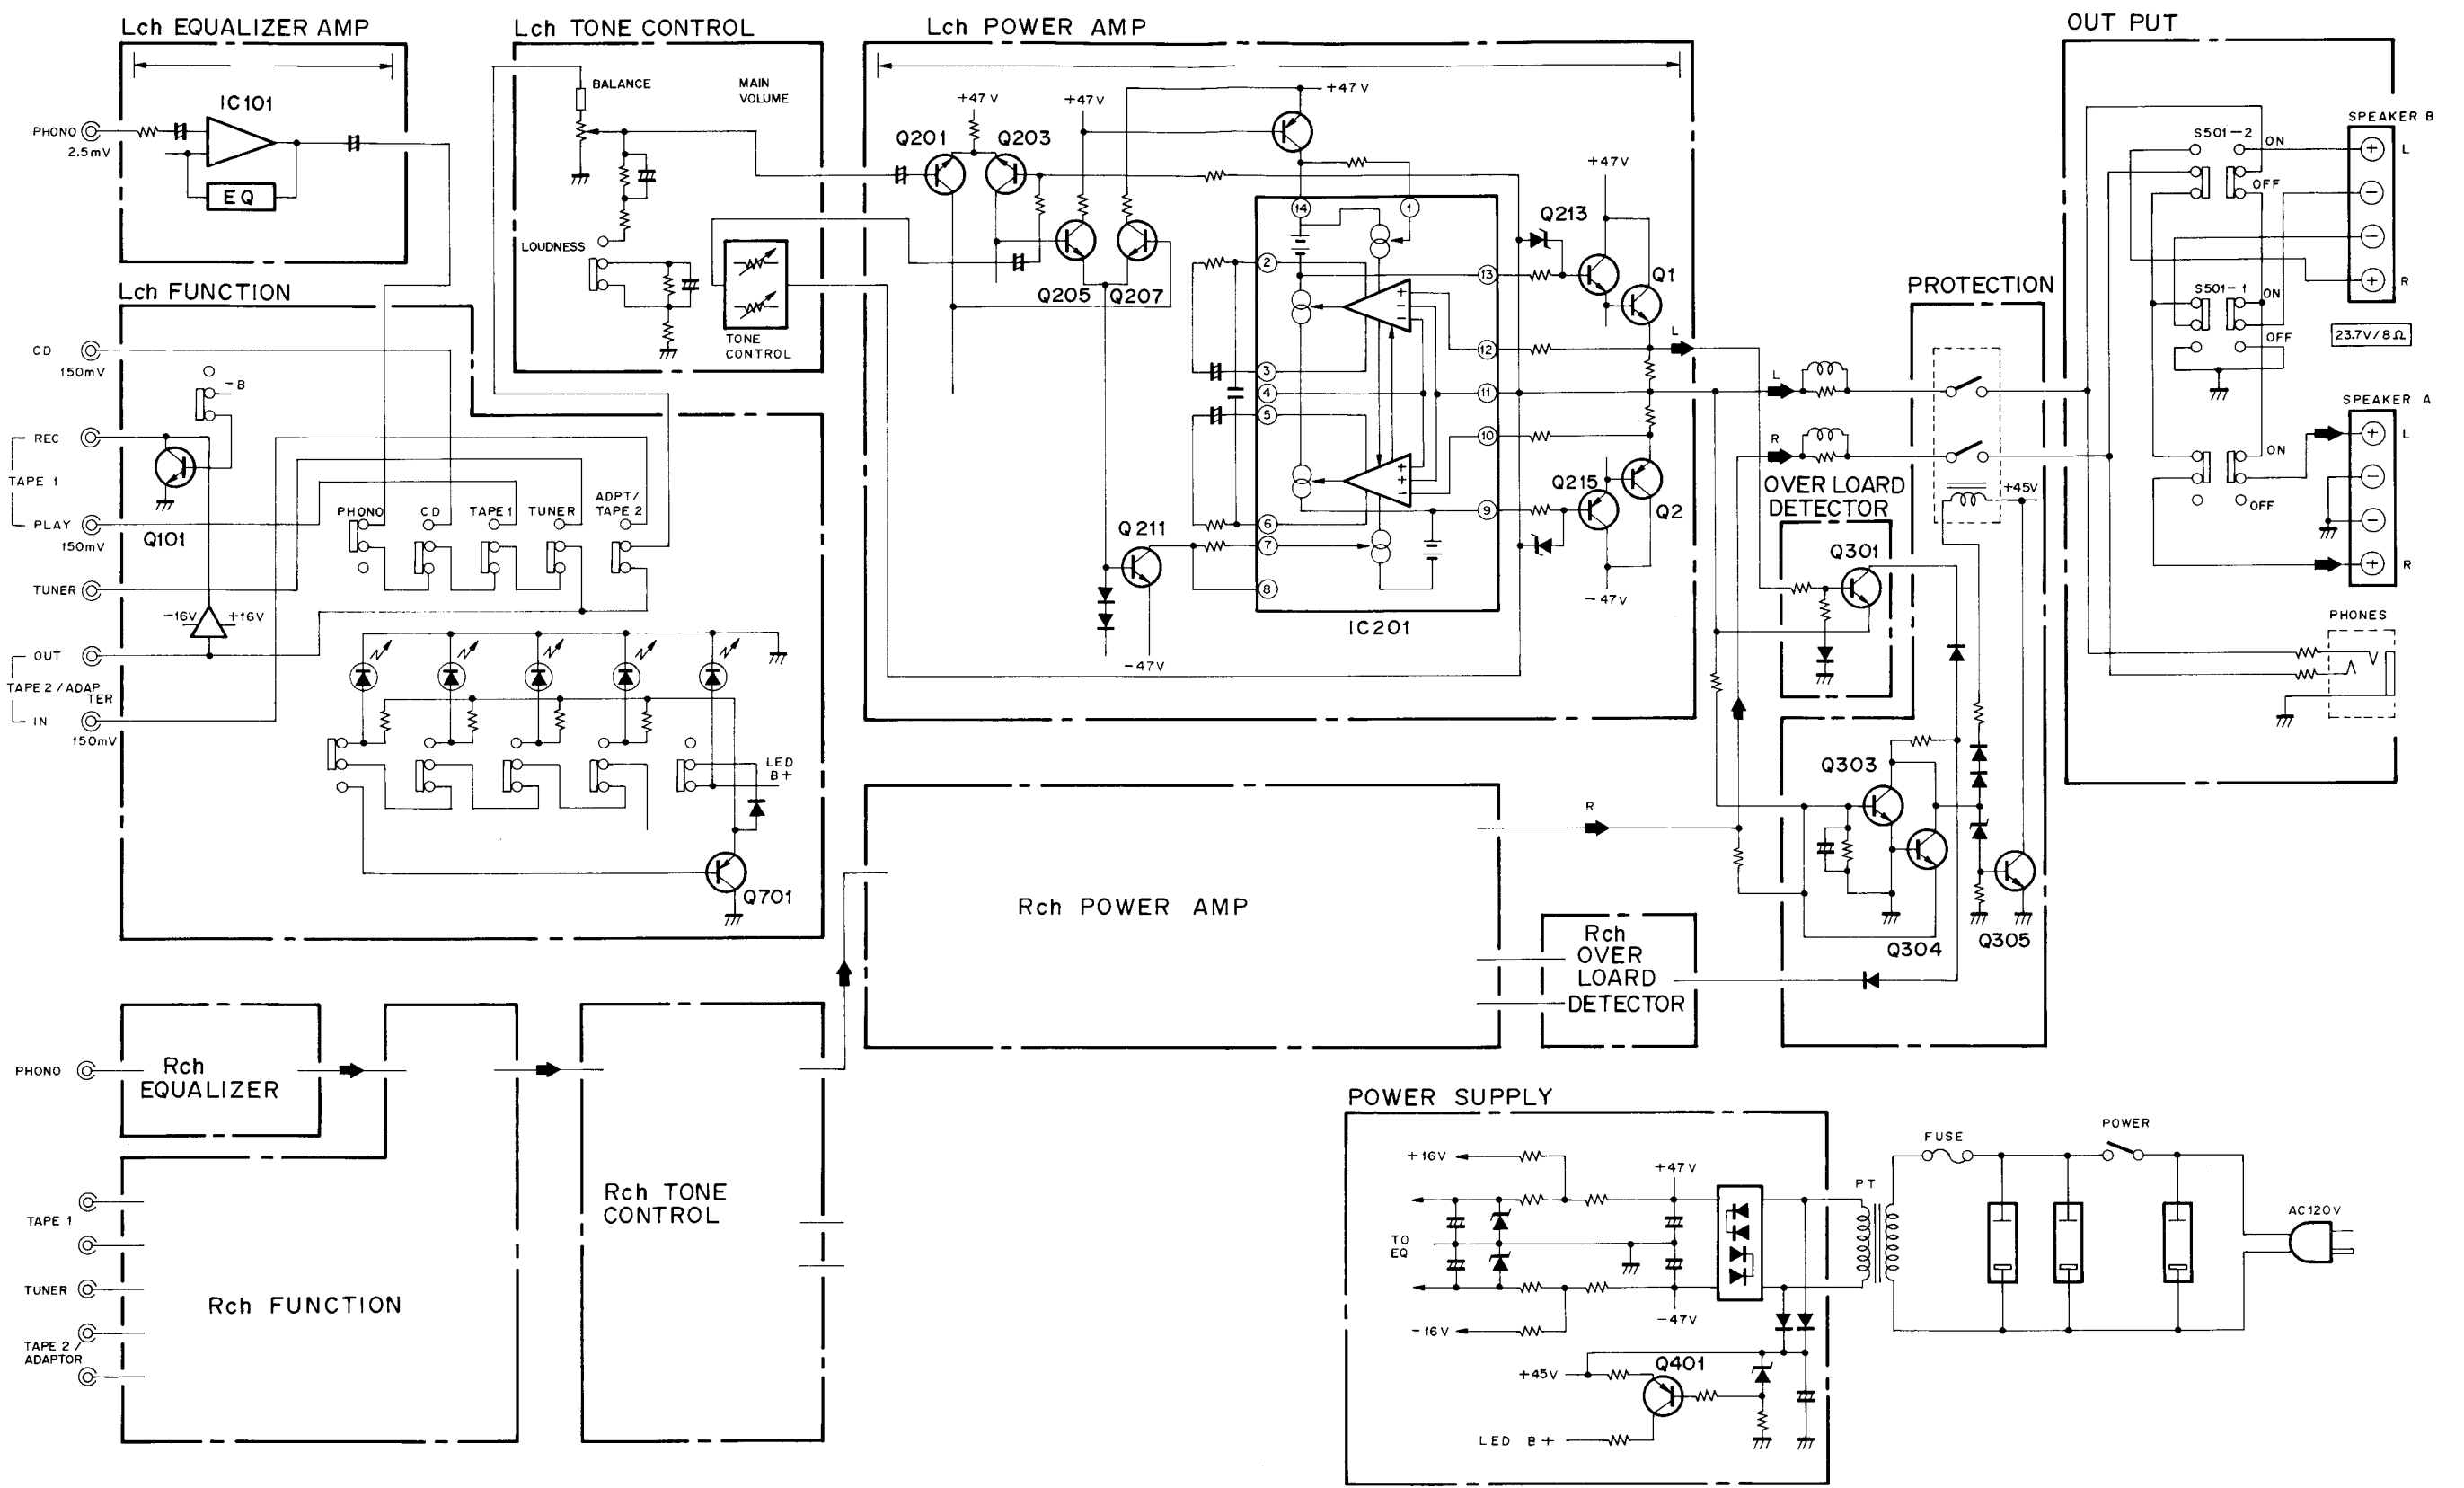 Lch EQUALIZER AMP
IC101
PHONO
2.5mV
EQ
Lch TONE CONTROL
BALANCE
MAIN
VOLUME
LOUDNESS
TONE
CONTROL
Lch POWER AMP
+47V
+47V
+47V
Q201
Q203
Q205
Q207
Q211
-47V
14
1
2
3
4
5
6
7
8
13
12
11
10
9
+
-
+
+
-
IC201
Q213
+47V
Q1
L
Q215
Q2
-47V
Lch FUNCTION
CD
150mV
-B
REC
TAPE 1
PLAY
150mV
Q101
PHONO
CD
TAPE1
TUNER
ADPT/
TAPE 2
TUNER
-16V
+16V
OUT
TAPE 2/ADAP
TER
IN
150mV
LED
B+
Q701
L
R
PROTECTION
+45V
OVER LOARD
DETECTOR
Q301
Q303
Q304
Q305
OUT PUT
S501-2
ON
OFF
S501-1
ON
OFF
ON
OFF
SPEAKER B
+
L
-
-
+
R
23.7V/8Ω
SPEAKER A
+
L
-
-
+
R
PHONES
Rch POWER AMP
R
Rch
OVER
LOARD
DETECTOR
PHONO
Rch
EQUALIZER
TAPE 1
TUNER
TAPE 2/
ADAPTOR
Rch FUNCTION
Rch TONE
CONTROL
POWER SUPPLY
+16V
+47V
TO
EQ
-16V
-47V
+45V
Q401
LED B+
PT
FUSE
POWER
AC120V